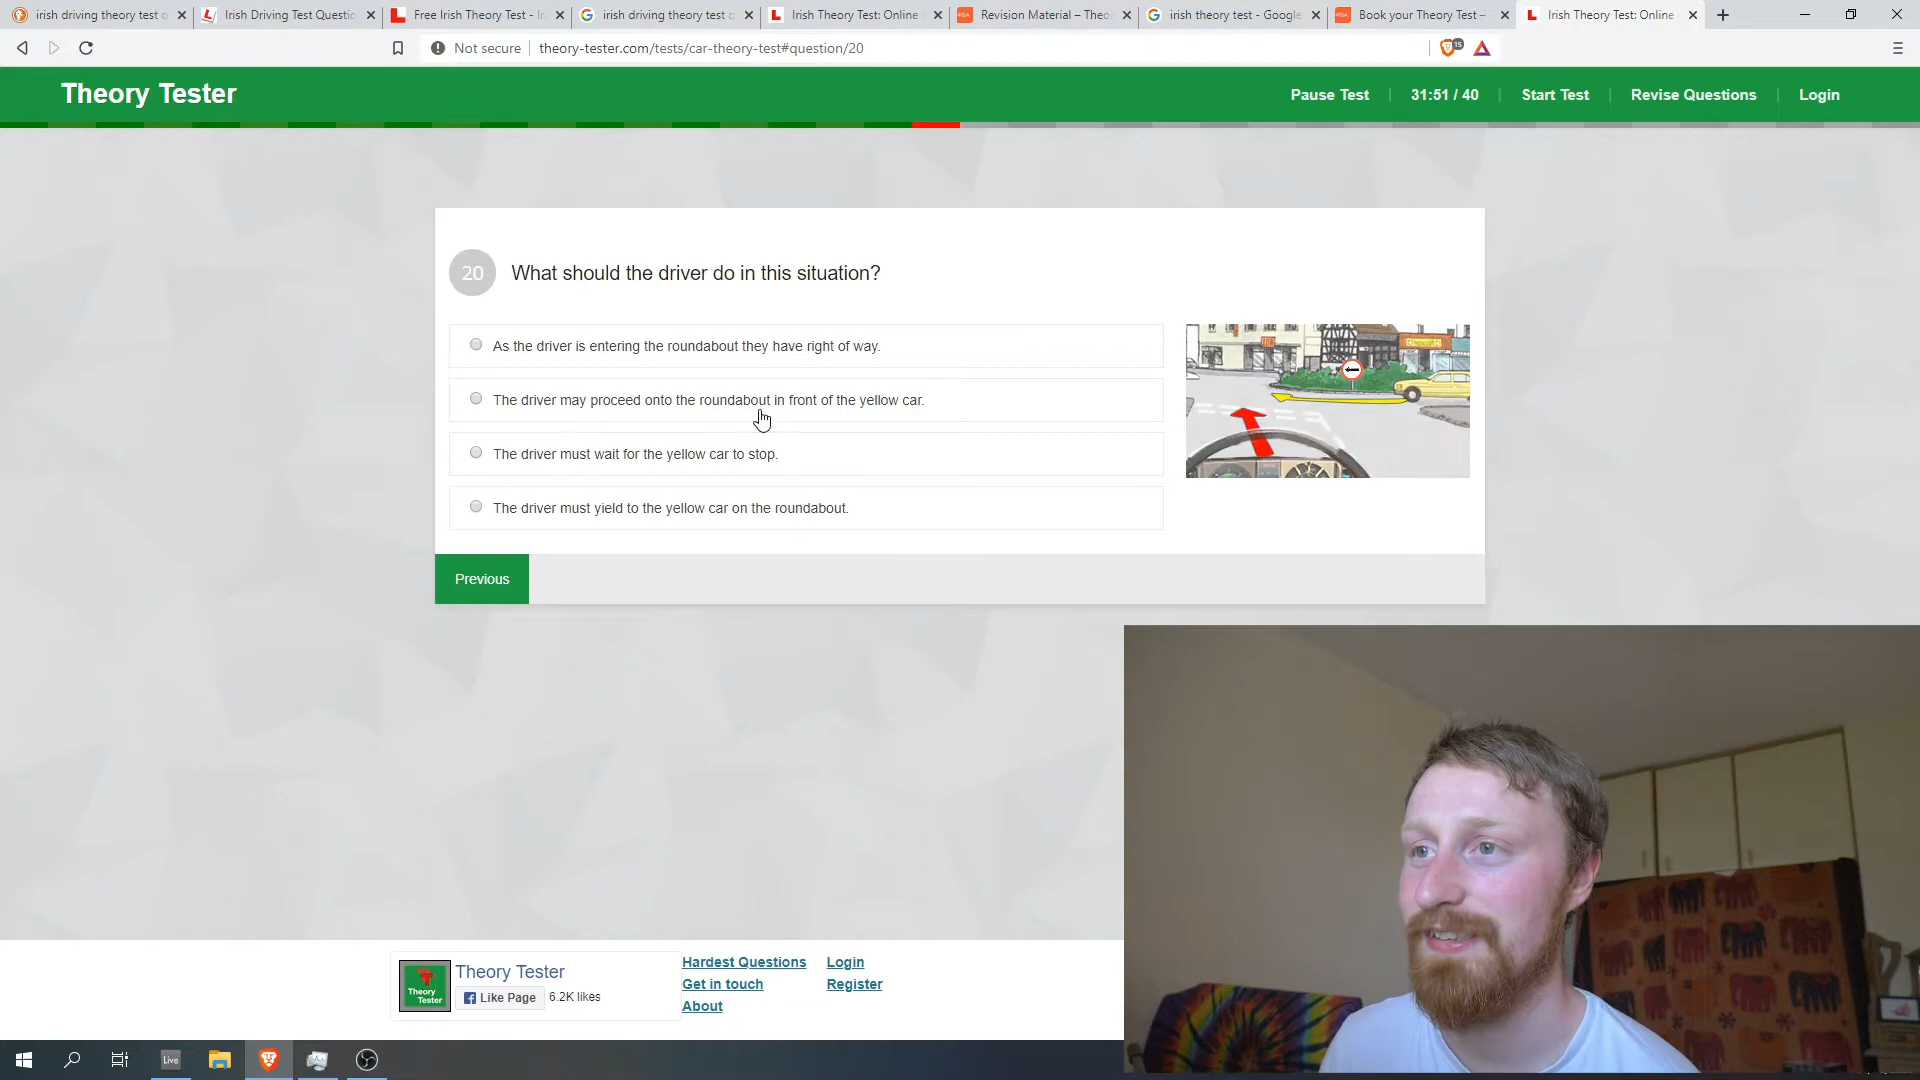 irish driving theory test
Irish Driving Test Questio
Free Irish Theory Test -
irish driving theory test
Irish Theory Test: Online
Revision Material – Theo
irish theory test - Google
Book your Theory Test –
Irish Theory Test: Online
Not secure
theory-tester.com/tests/car-theory-test#question/20
15
Theory Tester
Pause Test
31:51 / 40
Start Test
Revise Questions
Login
20
What should the driver do in this situation?
As the driver is entering the roundabout they have right of way.
The driver may proceed onto the roundabout in front of the yellow car.
The driver must wait for the yellow car to stop.
The driver must yield to the yellow car on the roundabout.
Previous
Theory Tester
Theory Tester
Like Page
6.2K likes
Hardest Questions
Login
Get in touch
Register
About
Live